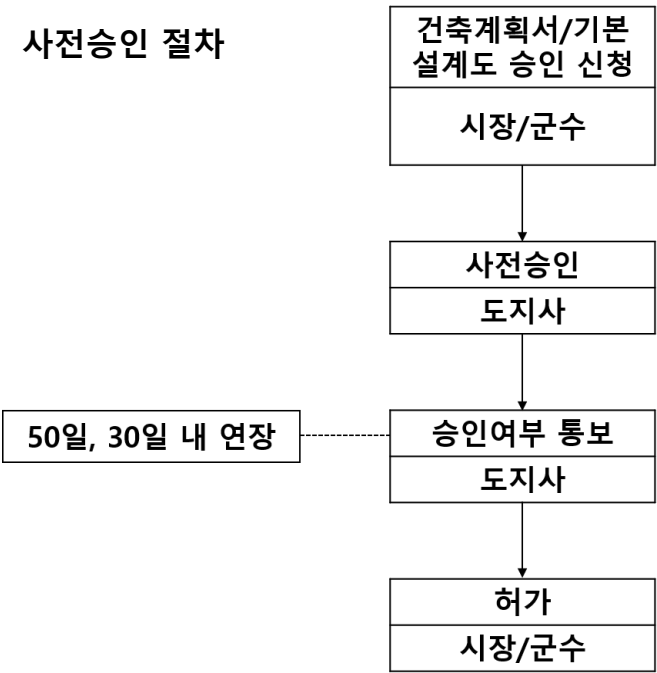 사전승인 절차
건축계획서/기본
설계도 승인 신청
시장/군수
사전승인
도지사
50일, 30일 내 연장
승인여부 통보
도지사
허가
시장/군수